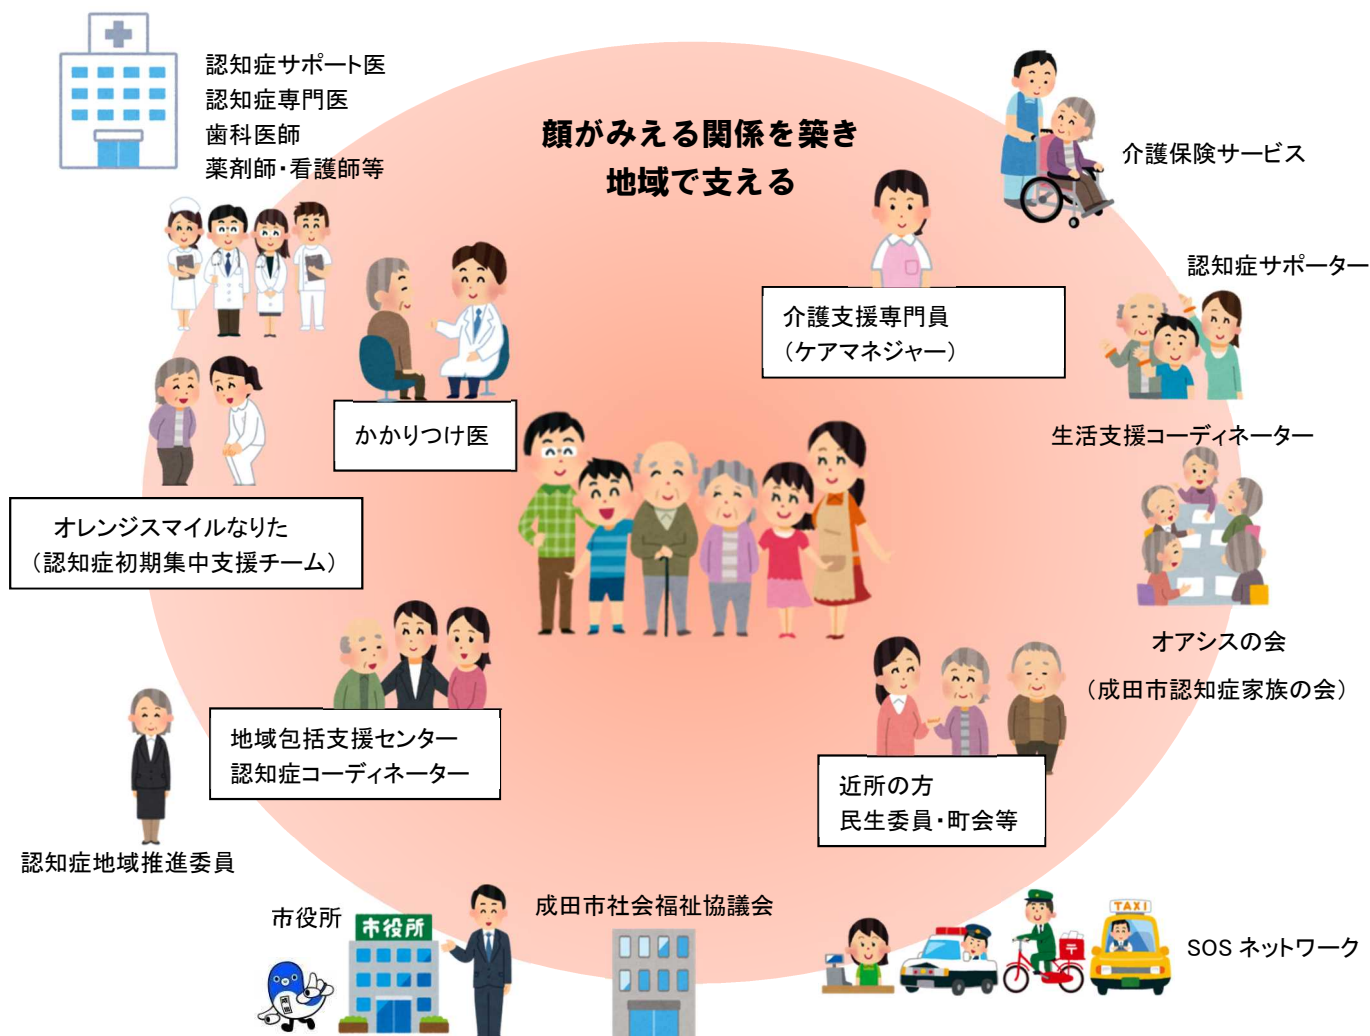 認知症サポート医
認知症専門医
歯科医師
薬剤師・看護師等
顔がみえる関係を築き
地域で支える
介護保険サービス
認知症サポーター
介護支援専門員
（ケアマネジャー）
かかりつけ医
生活支援コーディネーター
オレンジスマイルなりた
（認知症初期集中支援チーム）
オアシスの会
（成田市認知症家族の会）
地域包括支援センター
認知症コーディネーター
近所の方
民生委員・町会等
認知症地域推進委員
市役所
市役所
成田市社会福祉協議会
TAXI
〒
SOS ネットワーク